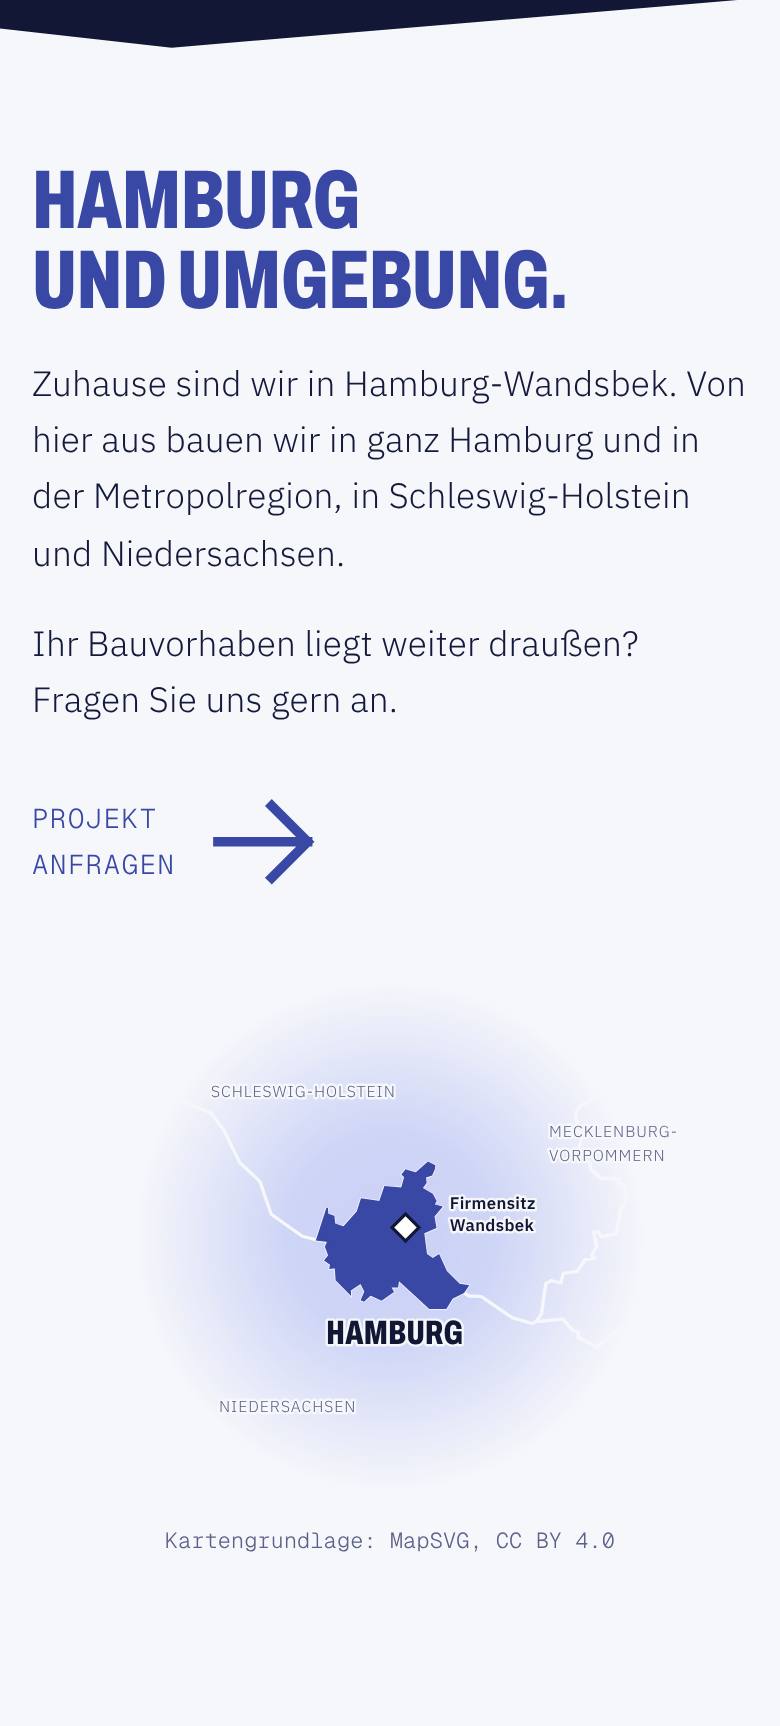 HAMBURG
UND UMGEBUNG.
Zuhause sind wir in Hamburg-Wandsbek. Von
hier aus bauen wir in ganz Hamburg und in
der Metropolregion, in Schleswig-Holstein
und Niedersachsen.
Ihr Bauvorhaben liegt weiter draußen?
Fragen Sie uns gern an.
PROJEKT
ANFRAGEN
SCHLESWIG-HOLSTEIN
MECKLENBURG-
VORPOMMERN
Firmensitz
Wandsbek
HAMBURG
NIEDERSACHSEN
Kartengrundlage: MapSVG, CC BY 4.0